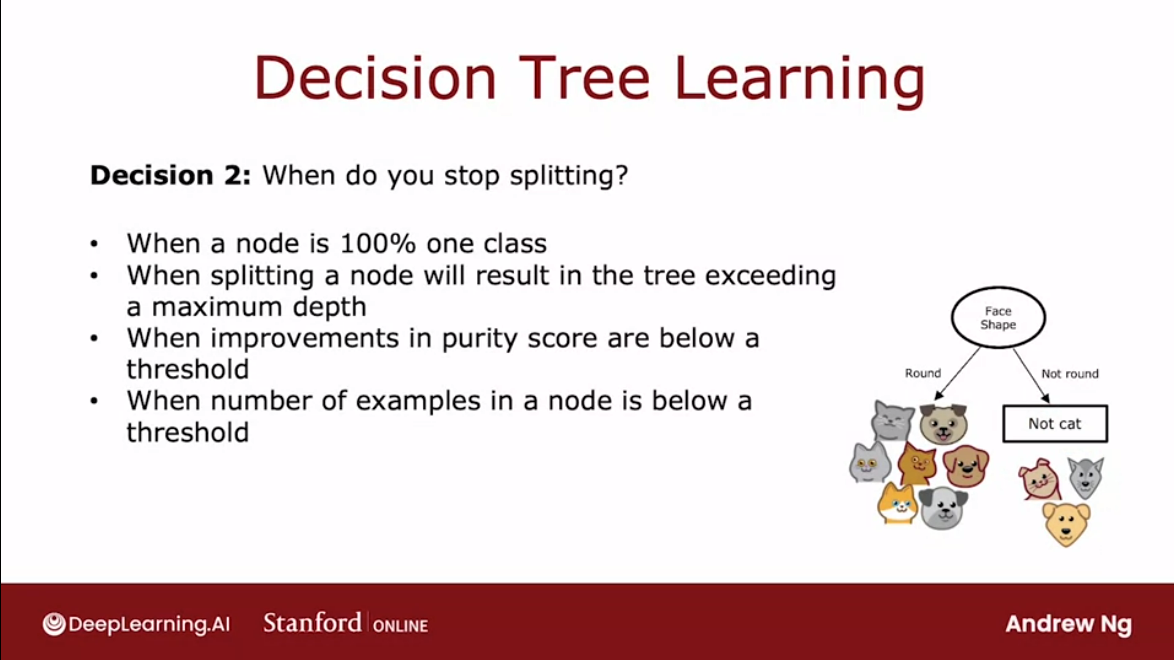 Decision Tree Learning
Decision 2: When do you stop splitting?
• When a node is 100% one class
• When splitting a node will result in the tree exceeding
a maximum depth
• When improvements in purity score are below a
threshold
• When number of examples in a node is below a
threshold
Face
Shape
Round
Not round
Not cat
DeepLearning.AI
Stanford ONLINE
Andrew Ng